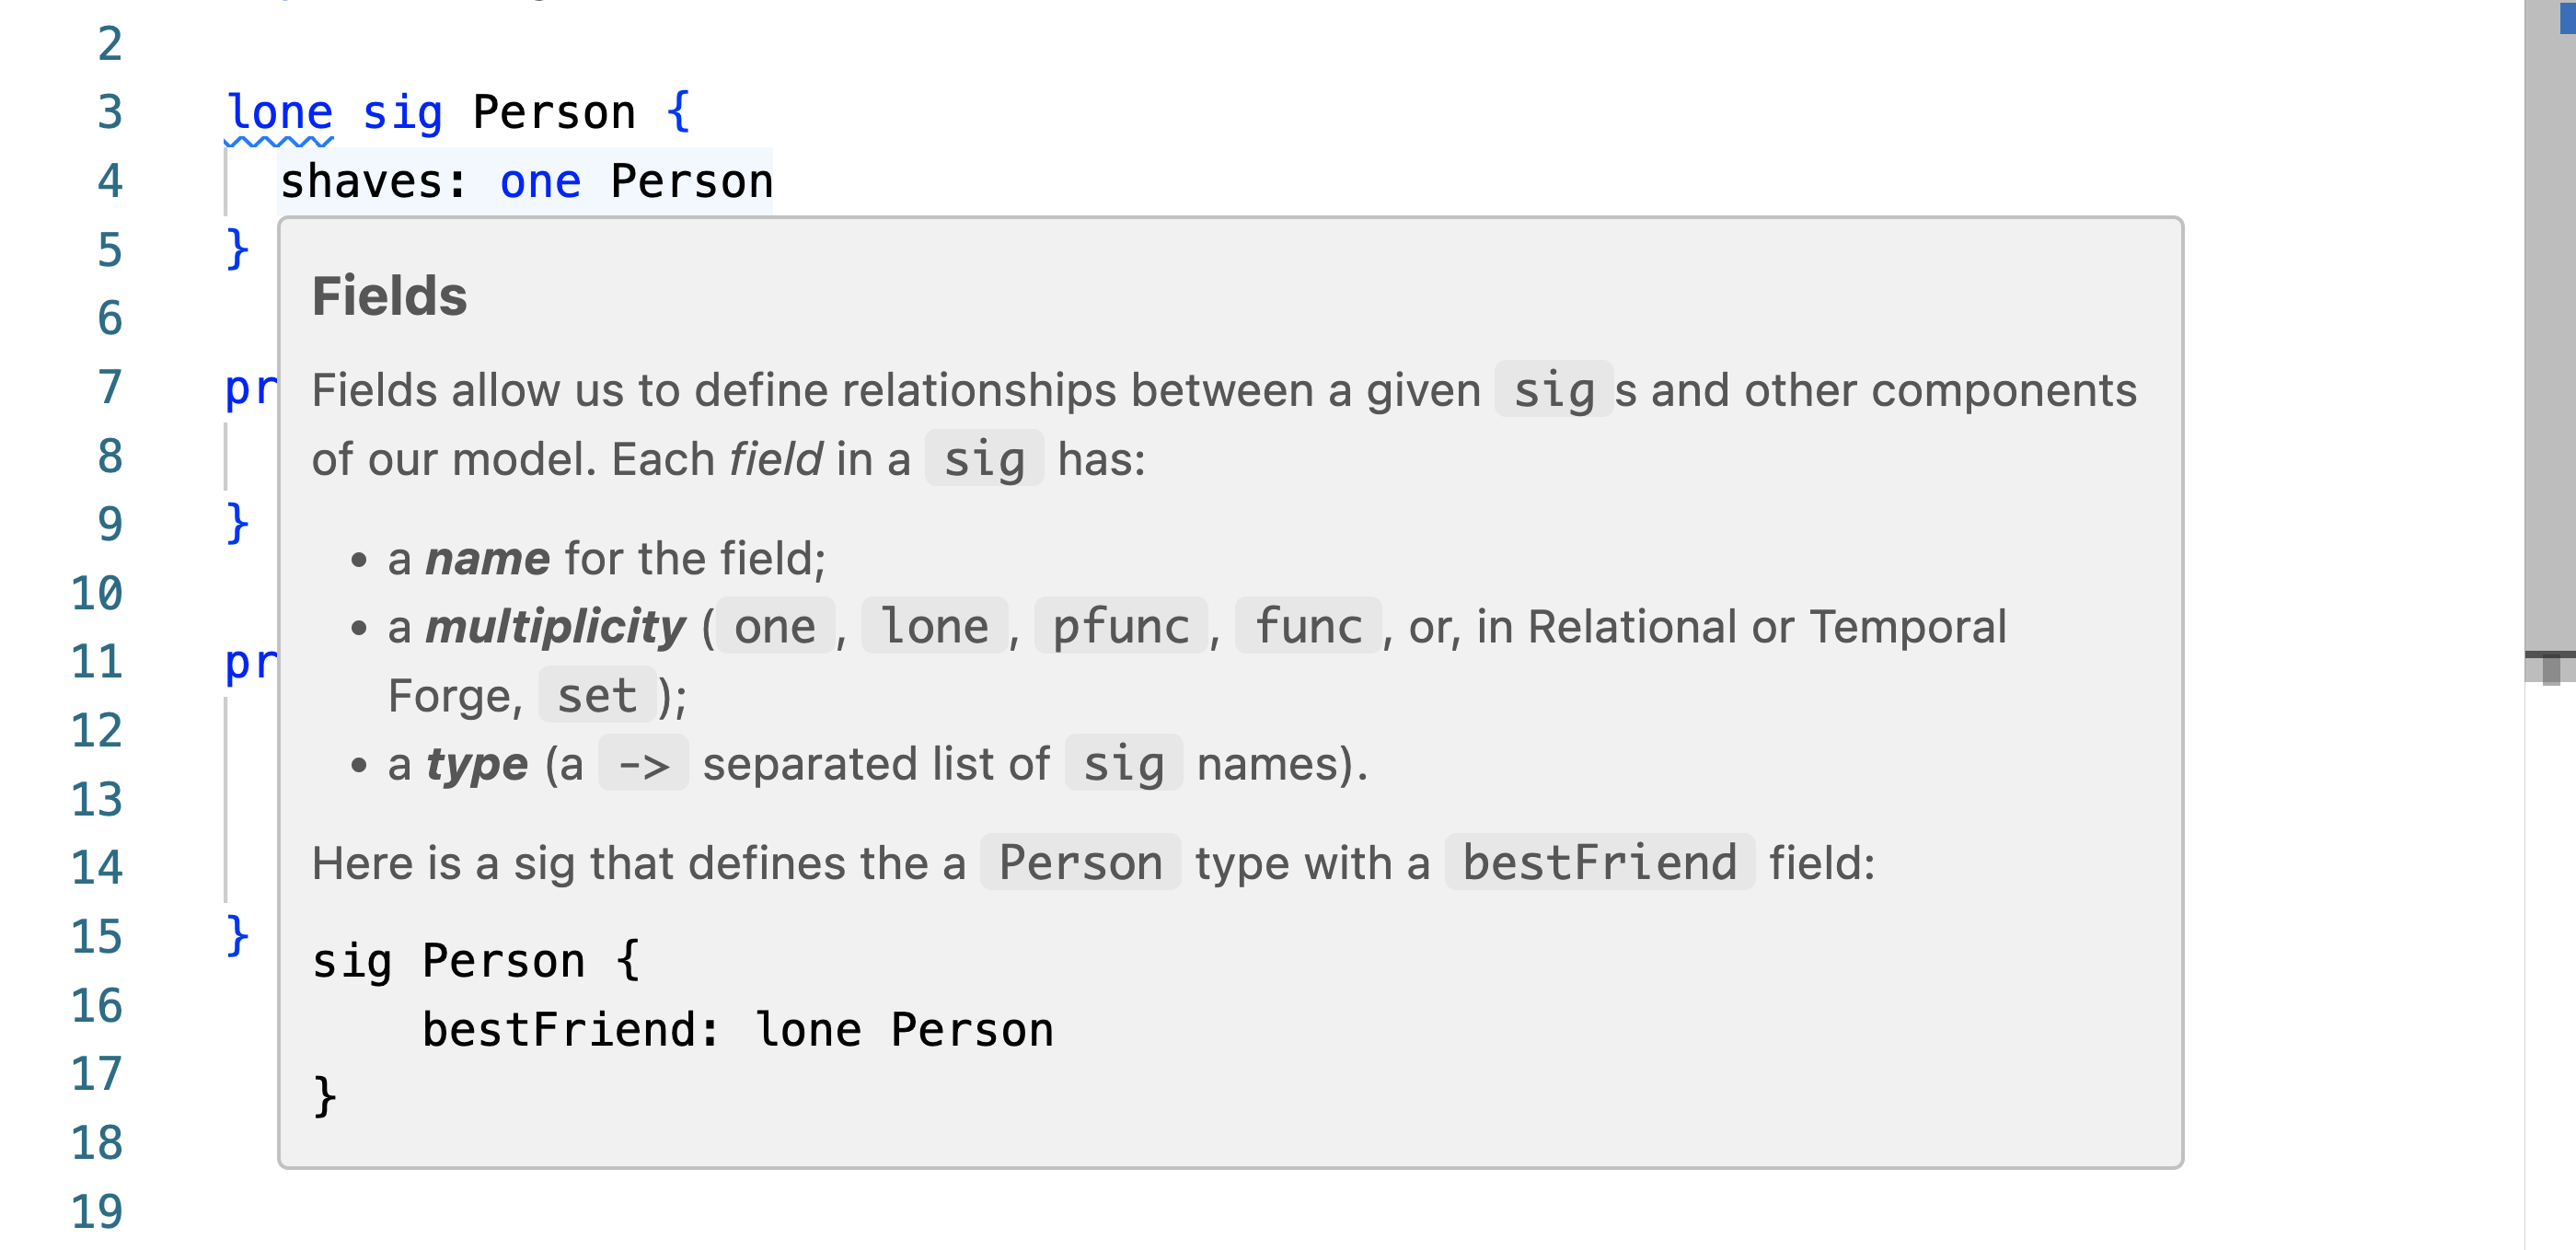 2
3 lone sig Person {
4 shaves: one Person
5 }
6
7 pr
8
9 }
10
11 pr
12
13
14
15 }
16
17
18
19
Fields
Fields allow us to define relationships between a given sig s and other components
of our model. Each field in a sig has:
• a name for the field;
• a multiplicity ( one , lone , pfunc , func , or, in Relational or Temporal
Forge, set );
• a type (a -> separated list of sig names).
Here is a sig that defines the a Person type with a bestFriend field:
sig Person {
bestFriend: lone Person
}